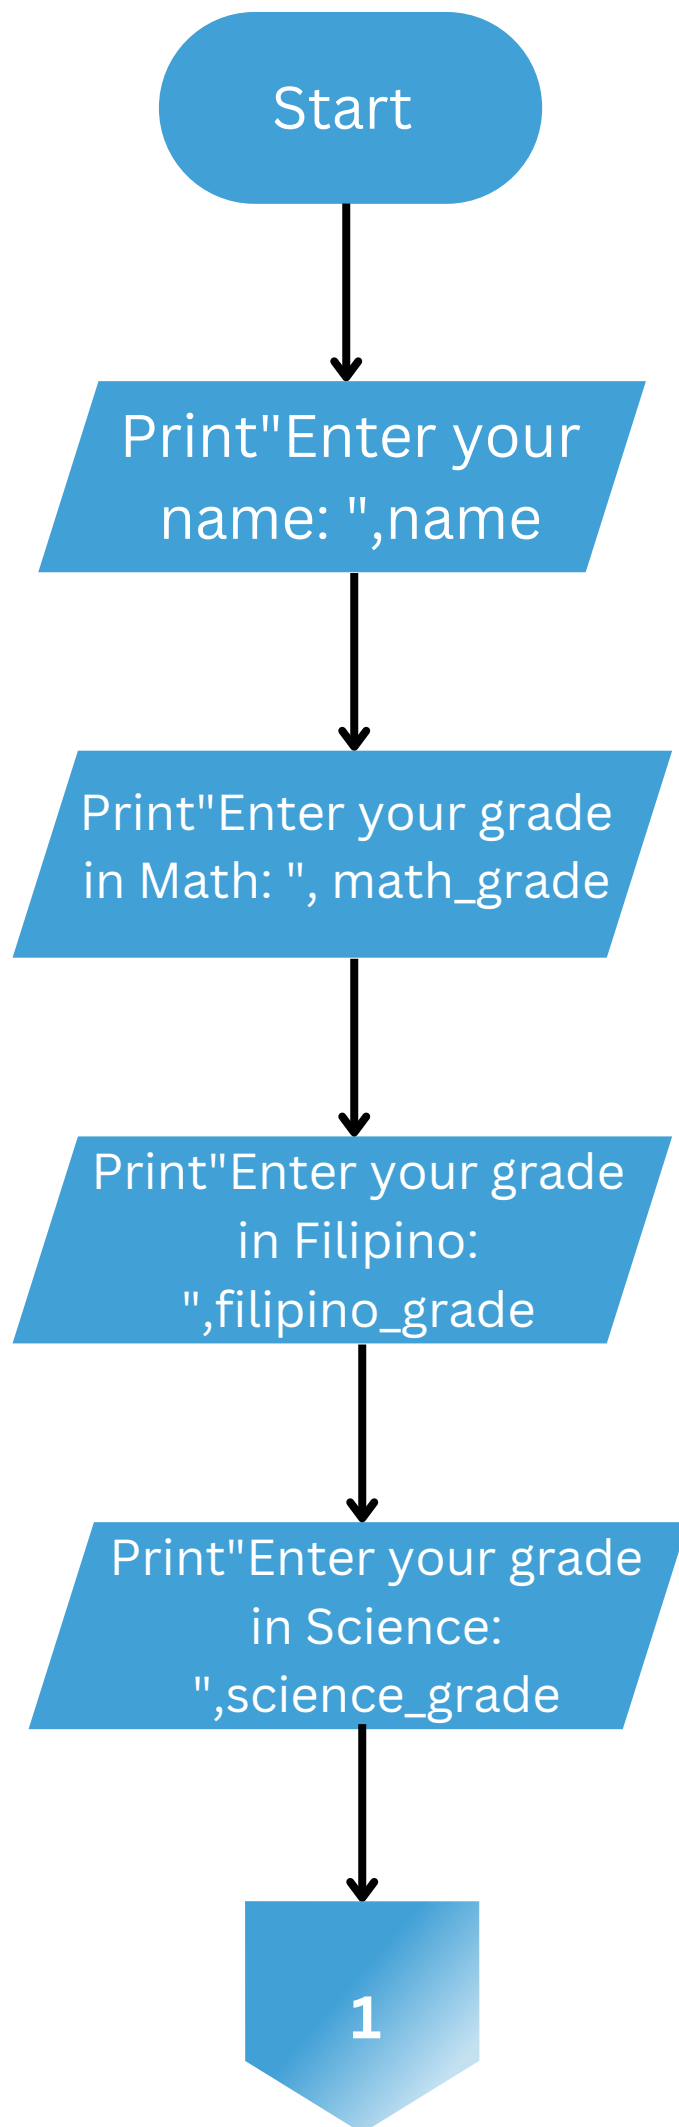 Start
Print"Enter your
name: ",name
Print"Enter your grade
in Math: ", math_grade
Print"Enter your grade
in Filipino:
",filipino_grade
Print"Enter your grade
in Science:
",science_grade
1